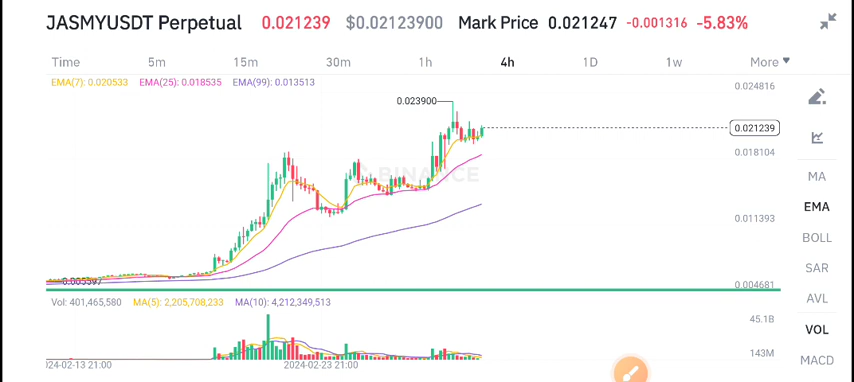 JASMYUSDT Perpetual 0.021239 $0.02123900 Mark Price 0.021247 -0.001316 -5.83%
Time 5m 15m 30m 1h 4h 1D 1w More
EMA(7): 0.020533 EMA(25): 0.018535 EMA(99): 0.013513
0.024816
0.023900
0.021239
0.018104
BINANCE
0.011393
0.005397
0.004681
MA
EMA
BOLL
SAR
AVL
VOL
MACD
Vol: 401,465,580 MA(5): 2,205,708,233 MA(10): 4,212,349,513
45.1B
143M
2024-02-13 21:00 2024-02-23 21:00